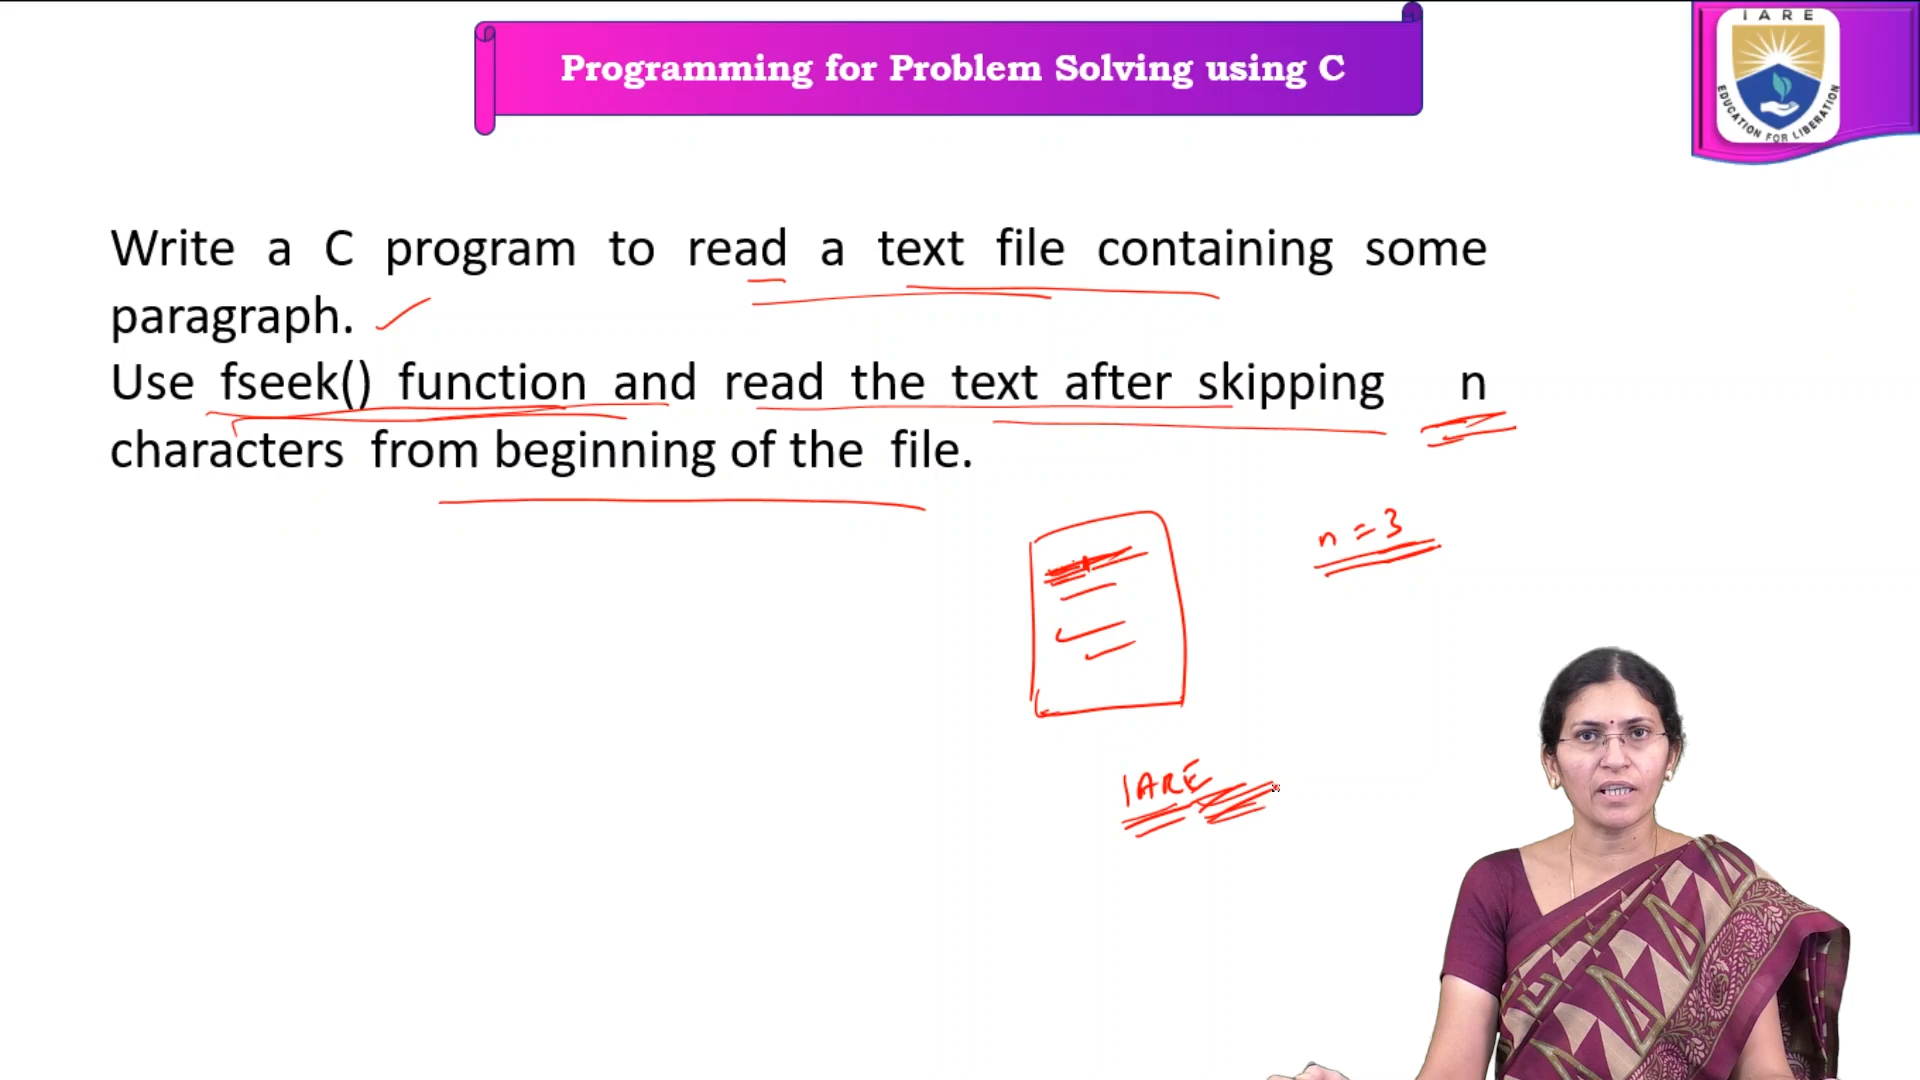 Programming for Problem Solving using C
IARE
EDUCATION FOR LIBERATION
Write a C program to read a text file containing some
paragraph.
Use fseek() function and read the text after skipping n
characters from beginning of the file.
n = 3
IARE